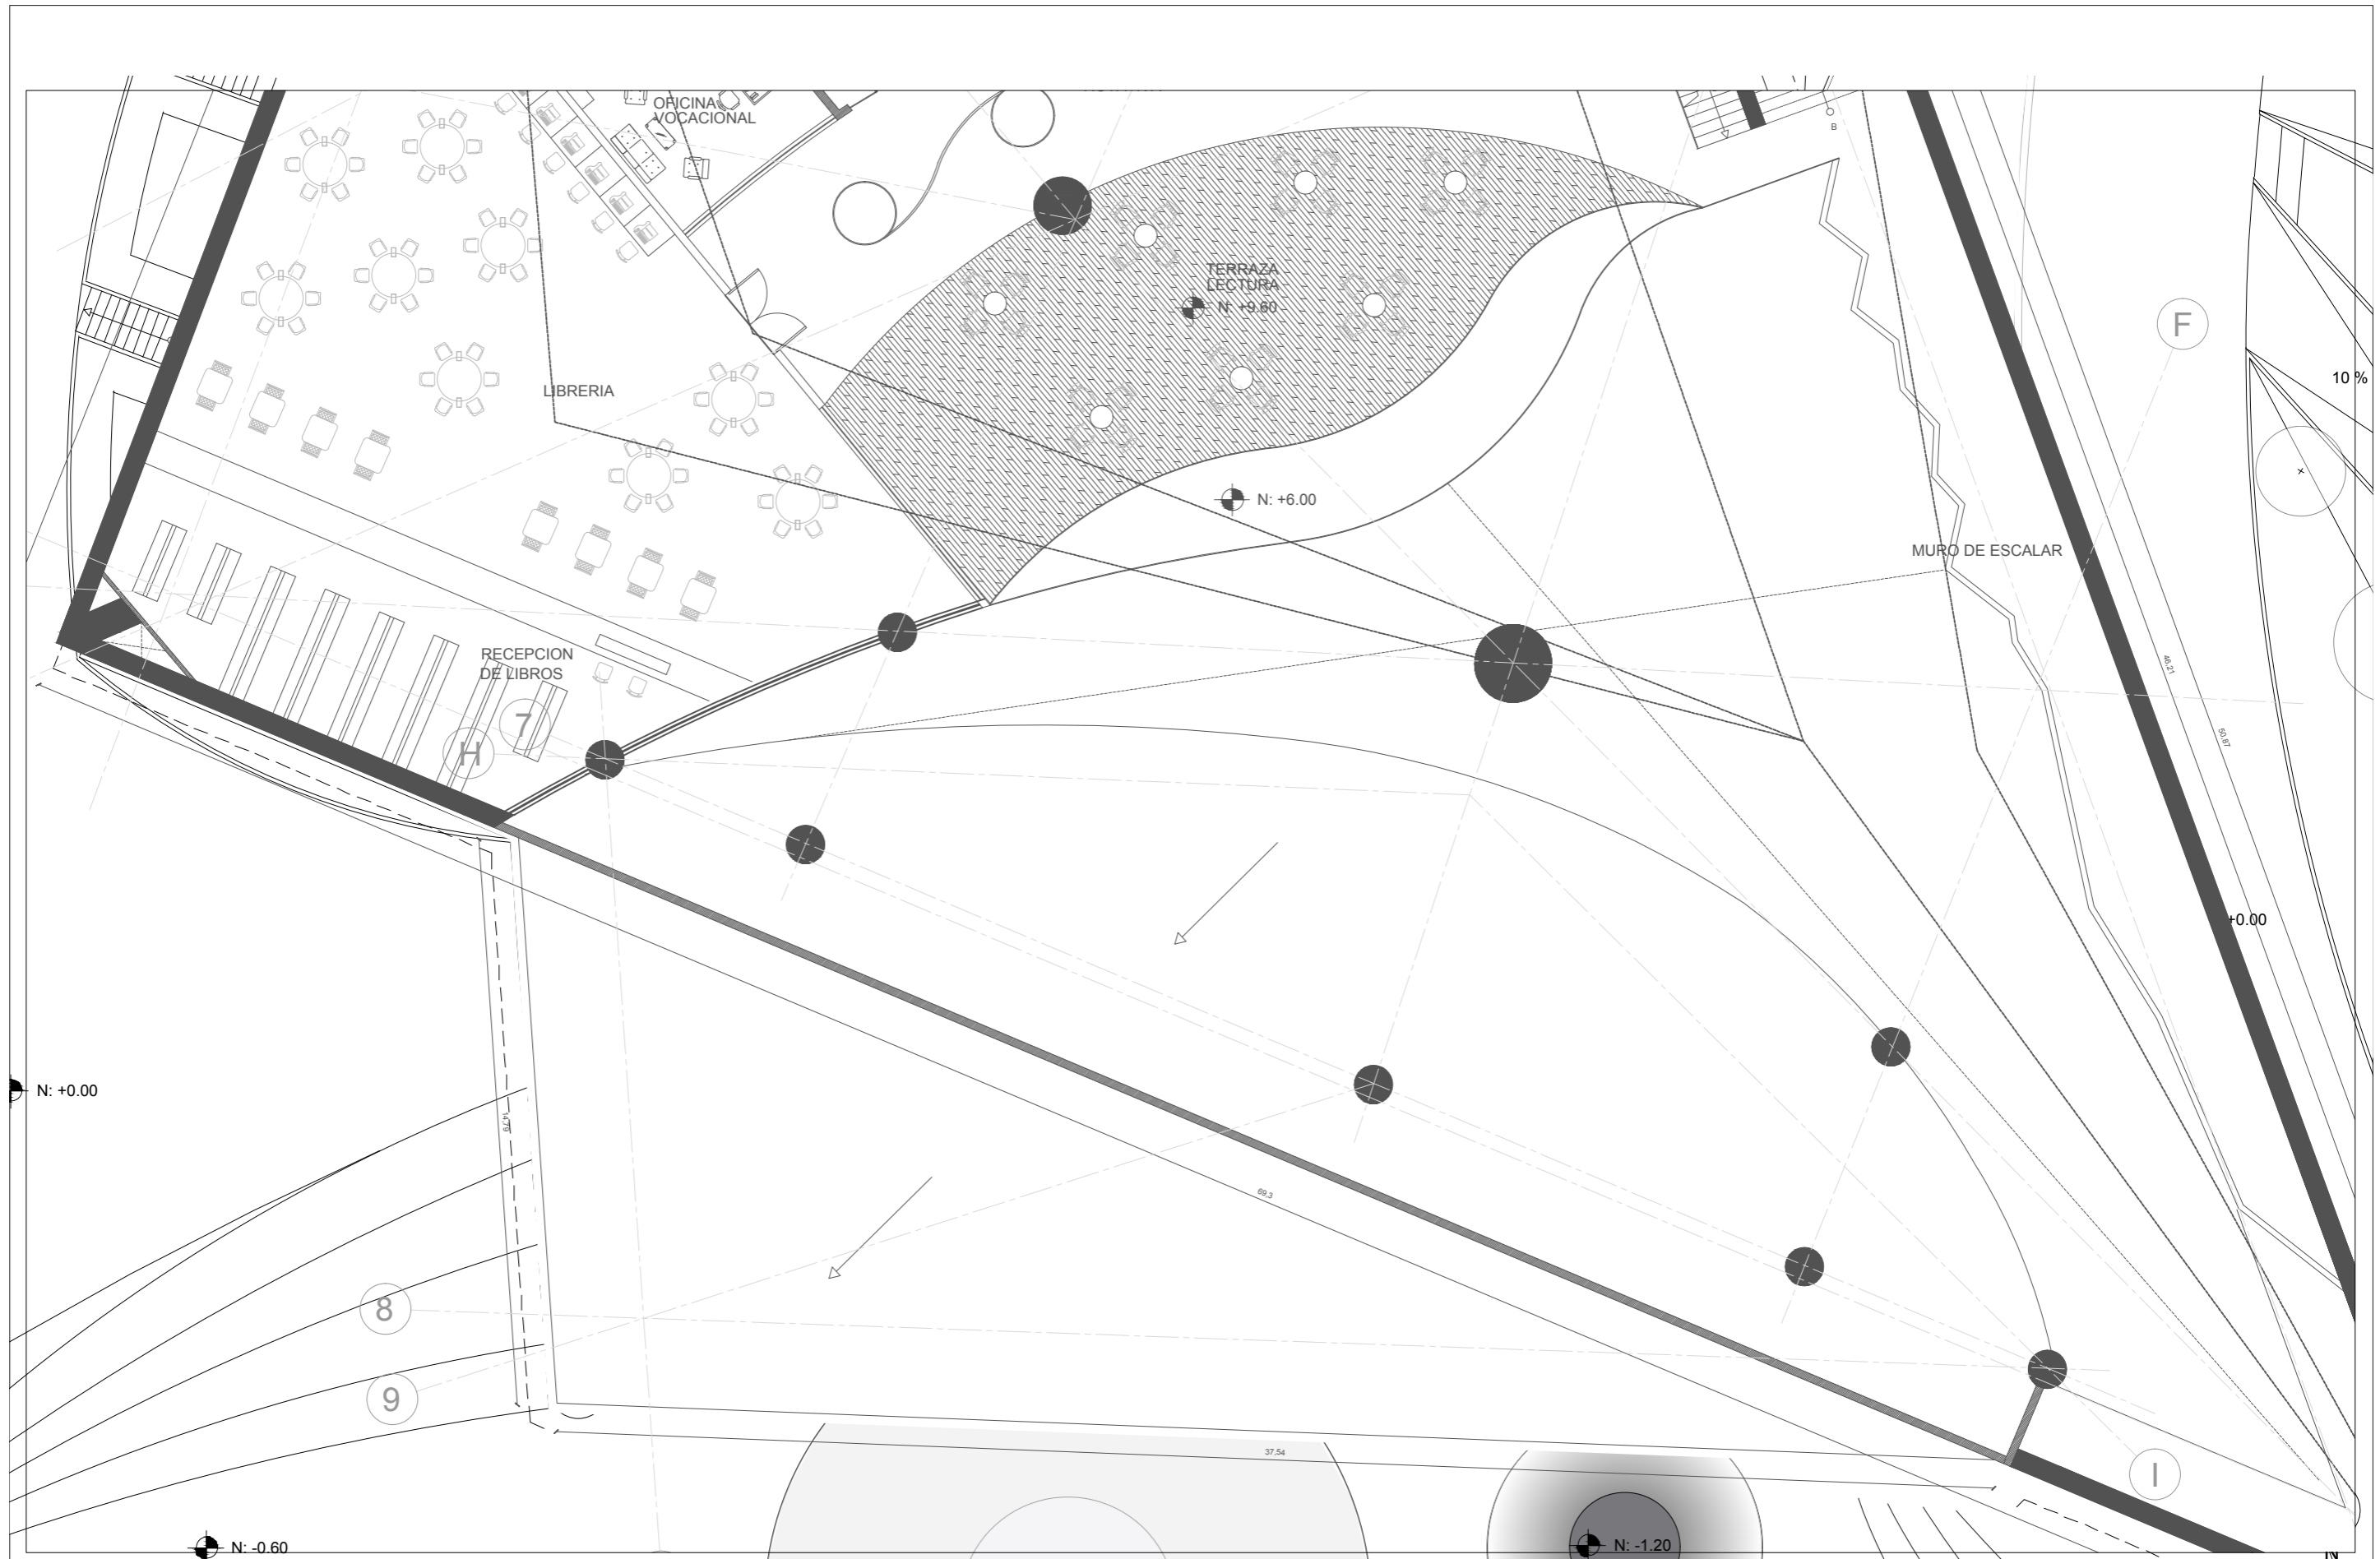 OFICINA
VOCACIONAL
B
TERRAZA
LECTURA
N: +9.60
F
10 %
LIBRERIA
N: +6.00
MURO DE ESCALAR
RECEPCION
DE LIBROS
46,21
7
50,87
H
+0.00
N: +0.00
14,79
69,3
8
9
37,54
I
N: -0.60
N: -1.20